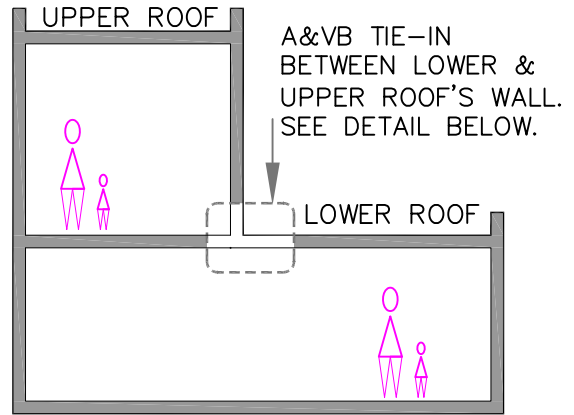 UPPER ROOF
A&VB TIE-IN
BETWEEN LOWER &
UPPER ROOF'S WALL.
SEE DETAIL BELOW.
LOWER ROOF